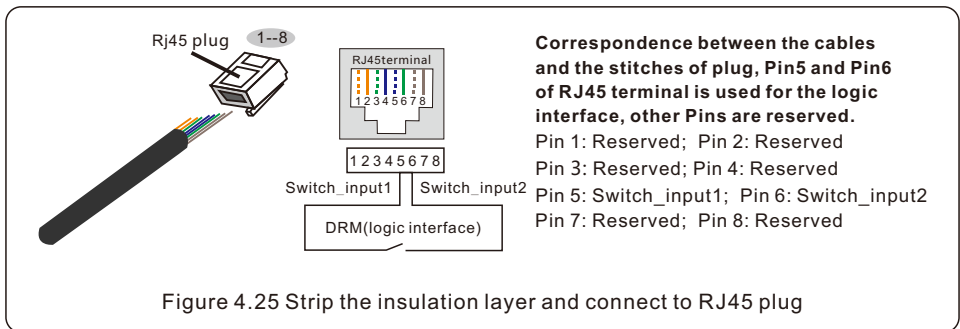 Rj45 plug
1--8
RJ45terminal
1 2 3 4 5 6 7 8
1 2 3 4 5 6 7 8
Switch_input1
Switch_input2
DRM(logic interface)
Correspondence between the cables
and the stitches of plug, Pin5 and Pin6
of RJ45 terminal is used for the logic
interface, other Pins are reserved.
Pin 1: Reserved; Pin 2: Reserved
Pin 3: Reserved; Pin 4: Reserved
Pin 5: Switch_input1; Pin 6: Switch_input2
Pin 7: Reserved; Pin 8: Reserved
Figure 4.25 Strip the insulation layer and connect to RJ45 plug